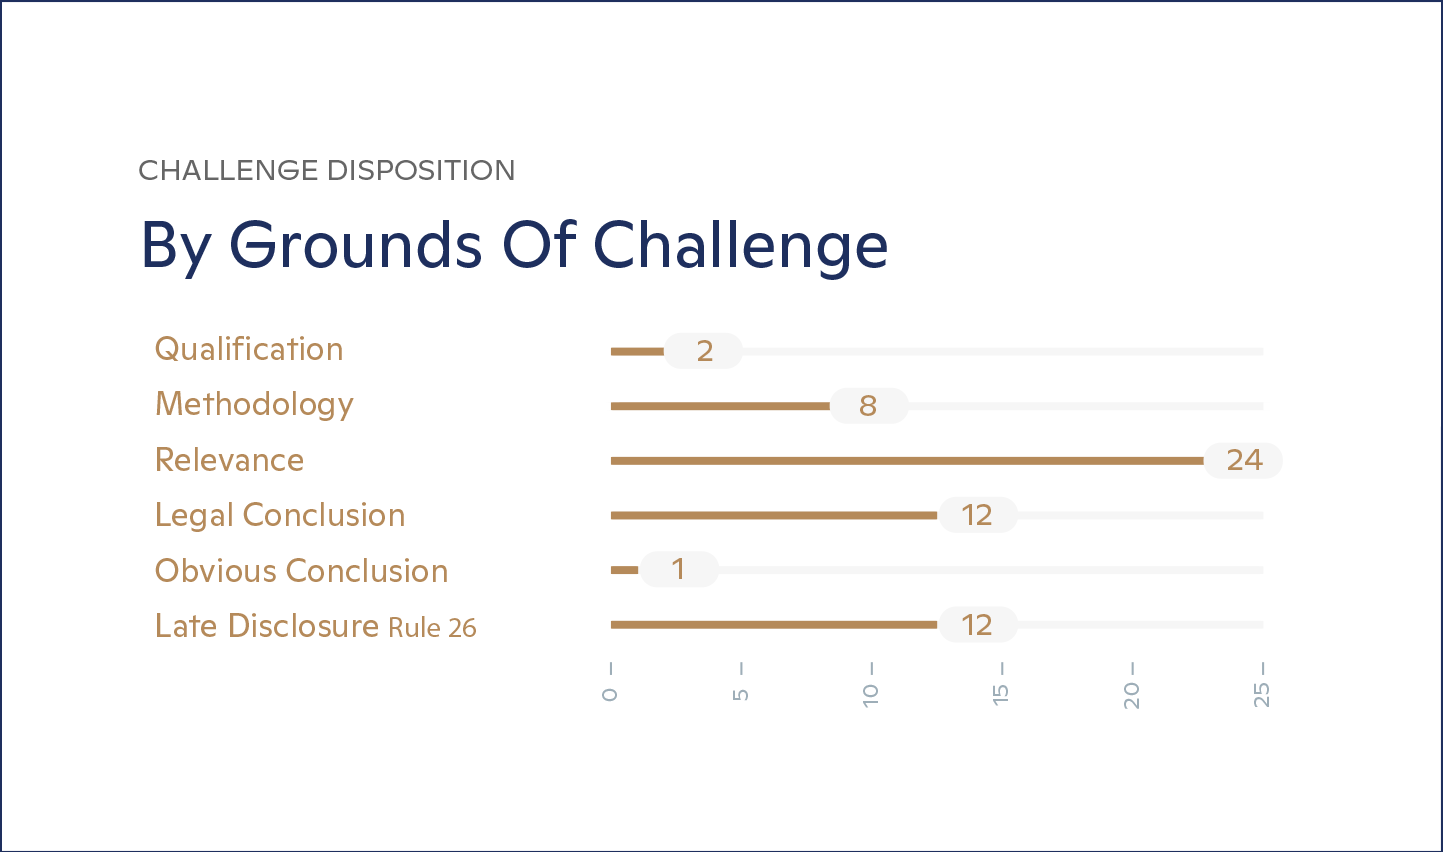 CHALLENGE DISPOSITION
By Grounds Of Challenge
Qualification 2
Methodology 8
Relevance 24
Legal Conclusion 12
Obvious Conclusion 1
Late Disclosure Rule 26 12
0 5 10 15 20 25